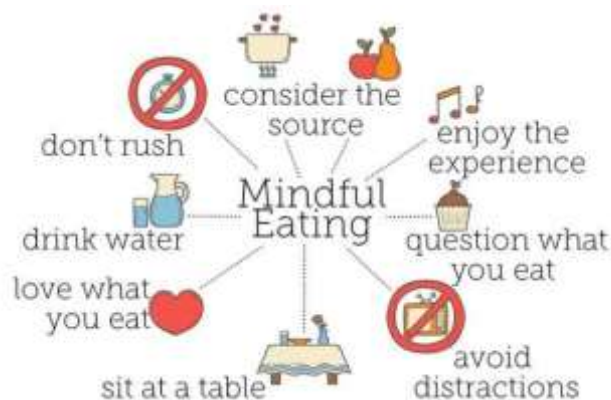 consider the
source
don't rush
enjoy the
experience
Mindful
Eating
drink water
question what
you eat
love what
you eat
avoid
distractions
sit at a table